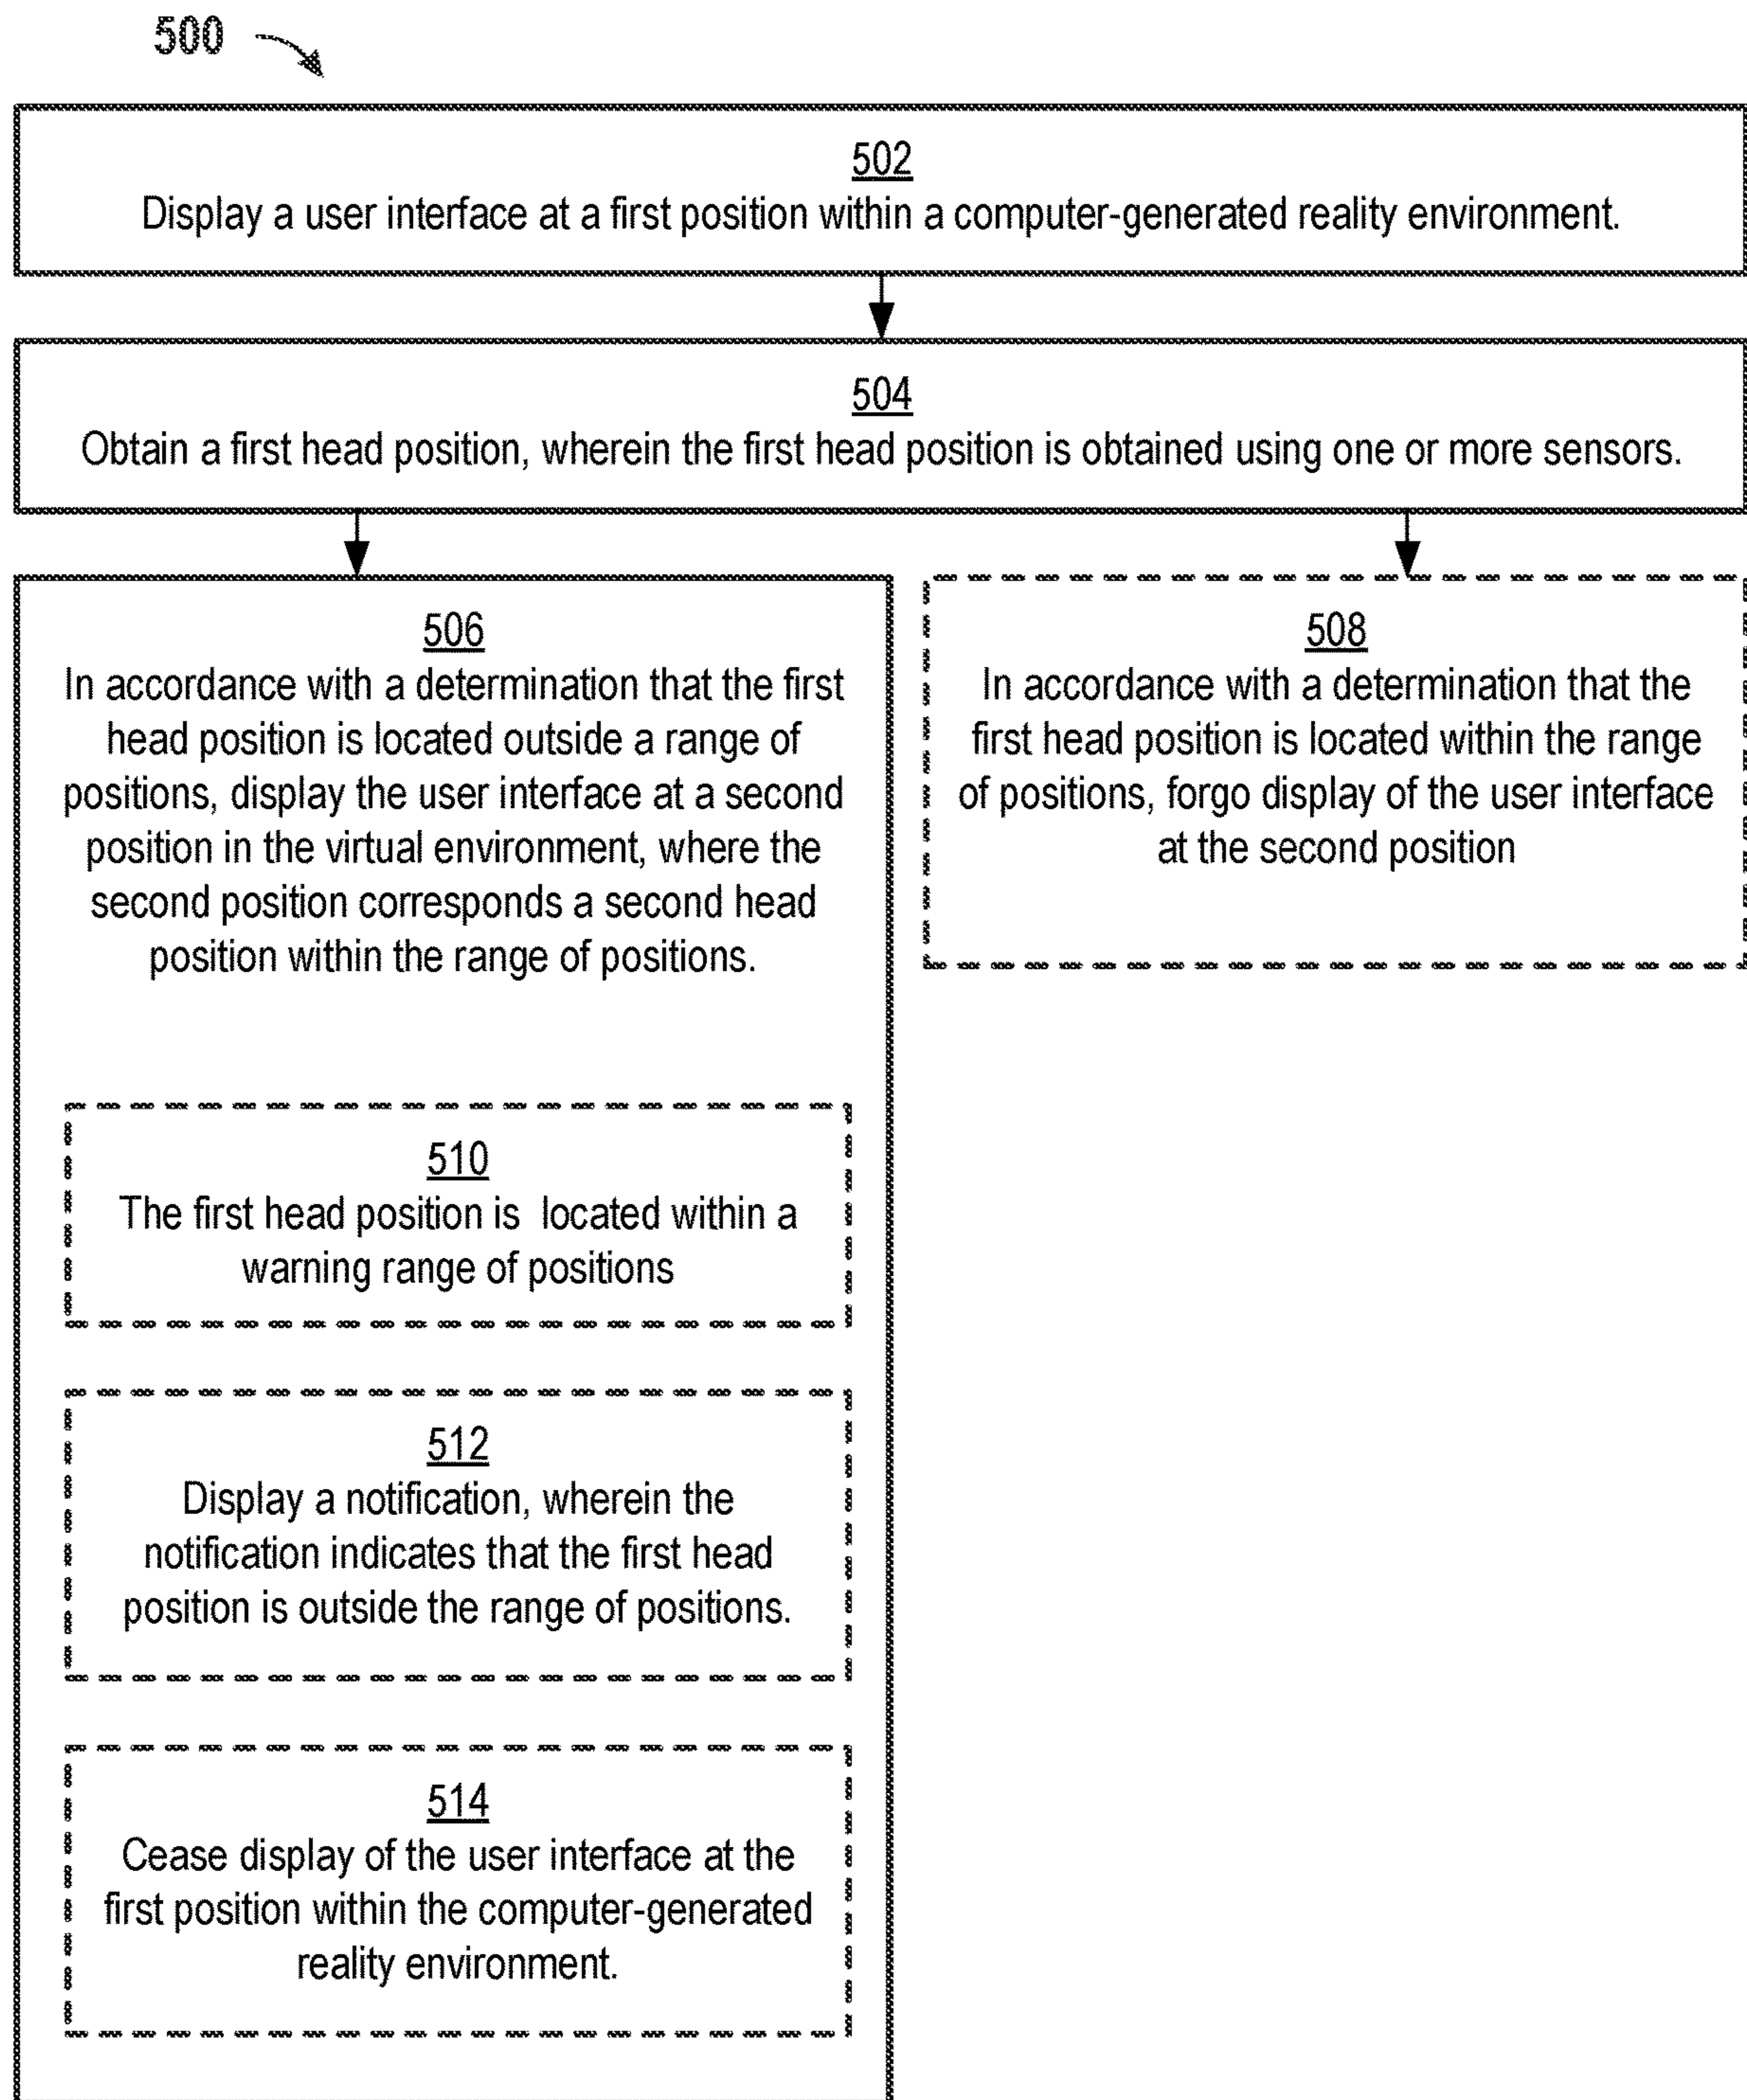 500
502
Display a user interface at a first position within a computer-generated reality environment.
504
Obtain a first head position, wherein the first head position is obtained using one or more sensors.
506
In accordance with a determination that the first
head position is located outside a range of
positions, display the user interface at a second
position in the virtual environment, where the
second position corresponds a second head
position within the range of positions.
508
In accordance with a determination that the
first head position is located within the range
of positions, forgo display of the user interface
at the second position
510
The first head position is located within a
warning range of positions
512
Display a notification, wherein the
notification indicates that the first head
position is outside the range of positions.
514
Cease display of the user interface at the
first position within the computer-generated
reality environment.